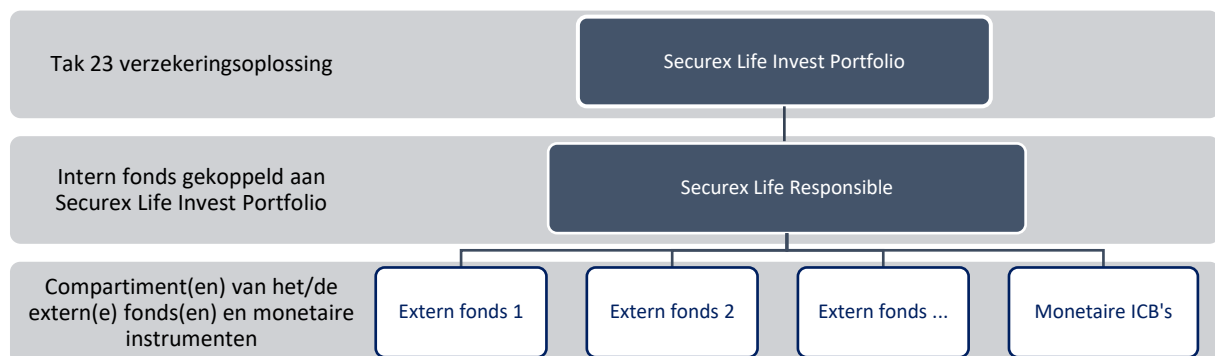 Tak 23 verzekeringsoplossing
Securex Life Invest Portfolio
Intern fonds gekoppeld aan
Securex Life Invest Portfolio
Securex Life Responsible
Compartiment(en) van het/de
extern(e) fonds(en) en monetaire
instrumenten
Extern fonds 1
Extern fonds 2
Extern fonds ...
Monetaire ICB's